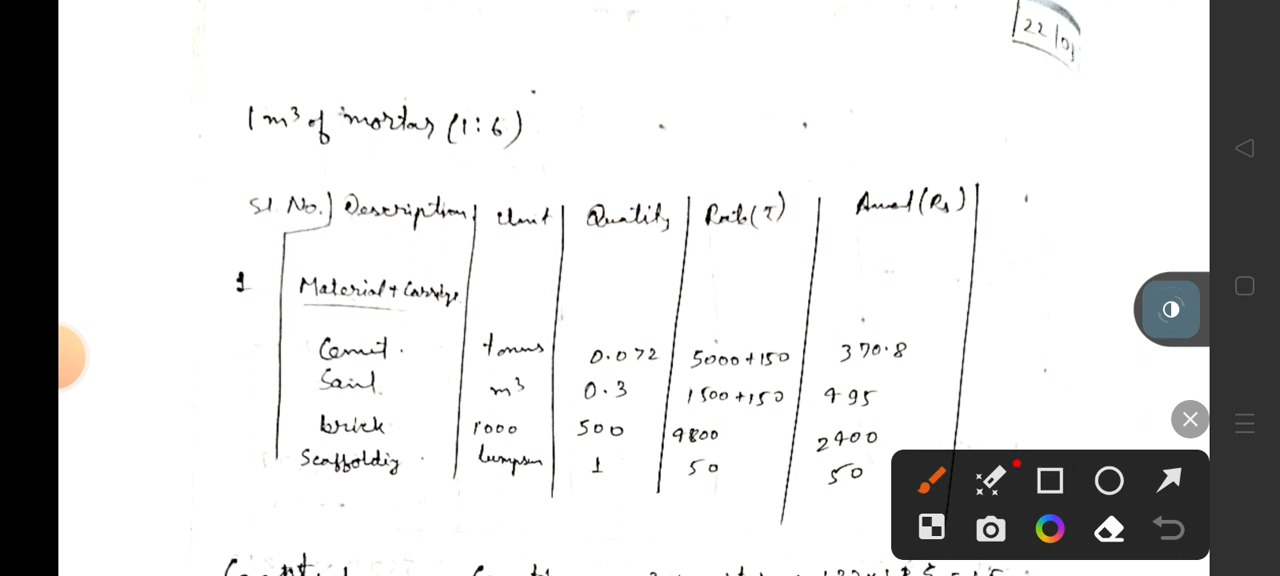 22/03
1 m³ of mortar (1:6)
Sl No. Description Unit Quality Rate(₹) Amount(Rs)
1 Material + Carriage
Cement. tonnes 0.072 5000+150 370.8
Sand m³ 0.3 1500+150 495
brick 1000 500 4800 2400
Scaffolding lumpsum 1 50 50